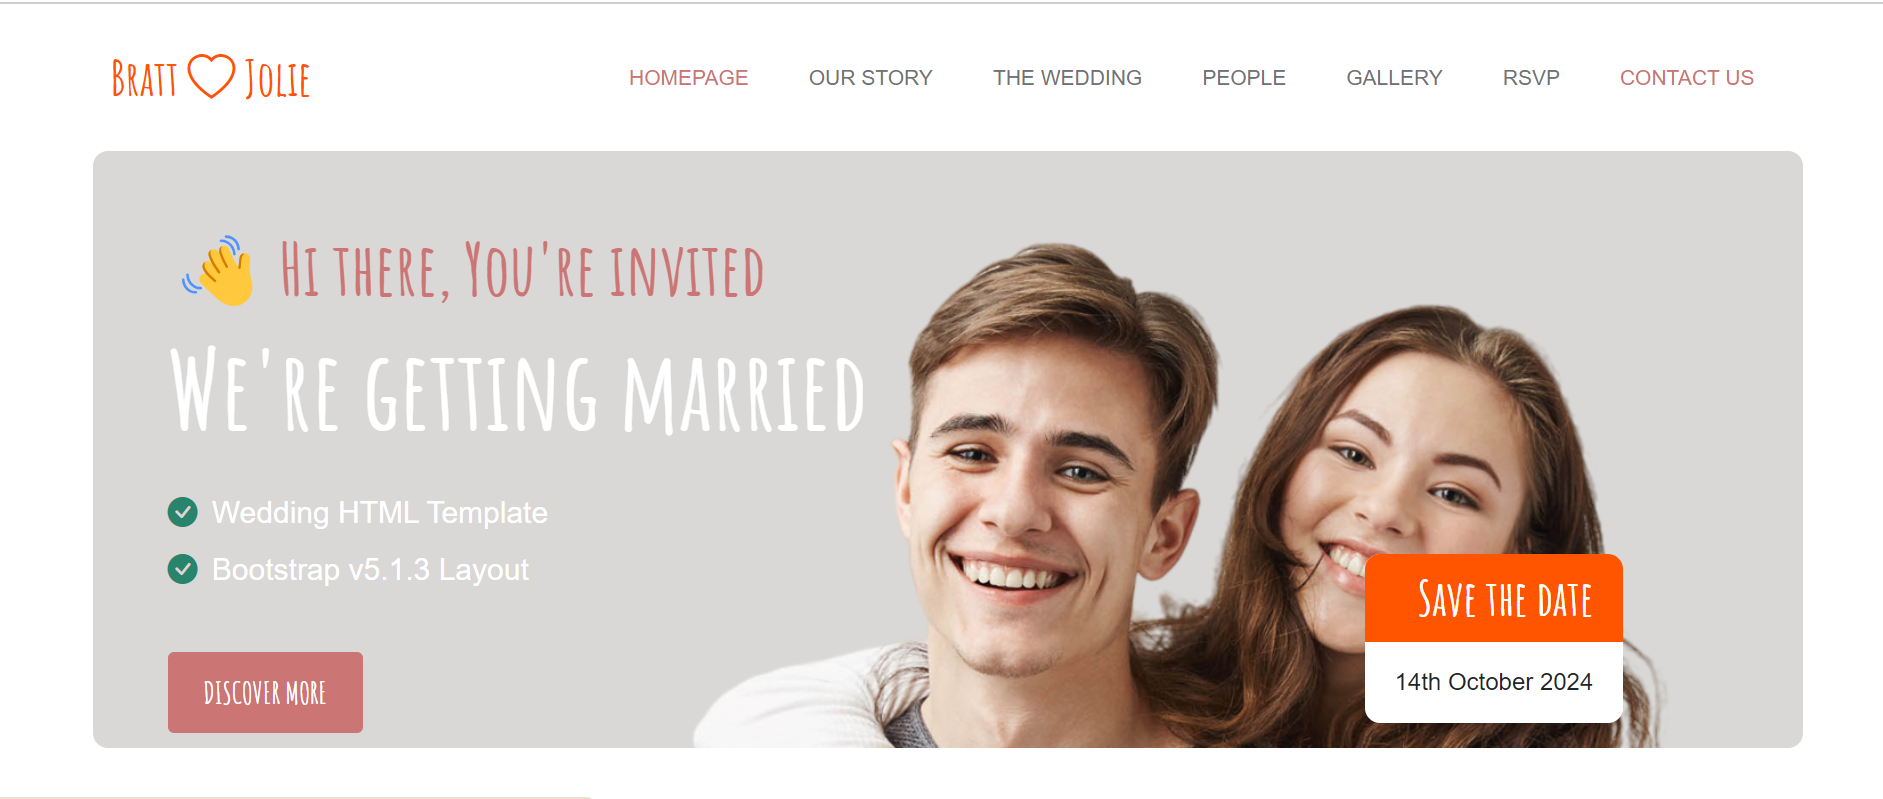 Bratt Jolie
HOMEPAGE OUR STORY THE WEDDING PEOPLE GALLERY RSVP CONTACT US
Hi there, You're invited
We're getting married
Wedding HTML Template
Bootstrap v5.1.3 Layout
DISCOVER MORE
Save the date
14th October 2024